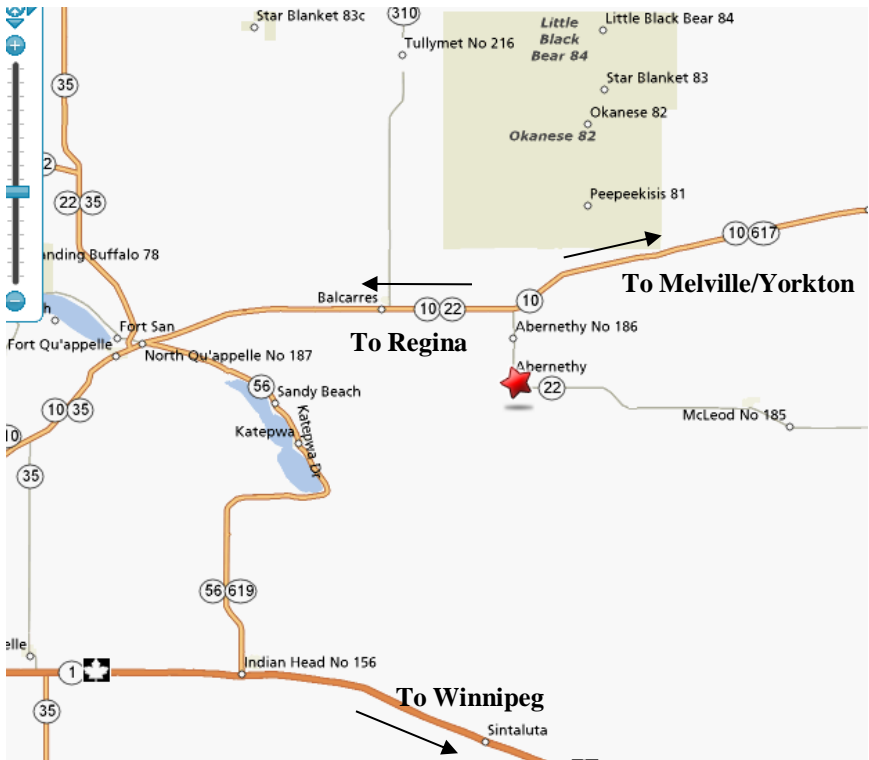 Star Blanket 83c
310
Little Black Bear 84
Little
Black
Bear 84
Tullymet No 216
35
Star Blanket 83
Okanese 82
Okanese 82
2
22 35
Peepeekisis 81
10 617
anding Buffalo 78
To Melville/Yorkton
Balcarres
10 22
10
h
Fort San
Abernethy No 186
To Regina
Fort Qu'appelle
North Qu'appelle No 187
Abernethy
56
Sandy Beach
22
10 35
Katepwa Dr
McLeod No 185
Katepwa
10
35
56 619
elle
Indian Head No 156
1
To Winnipeg
35
Sintaluta